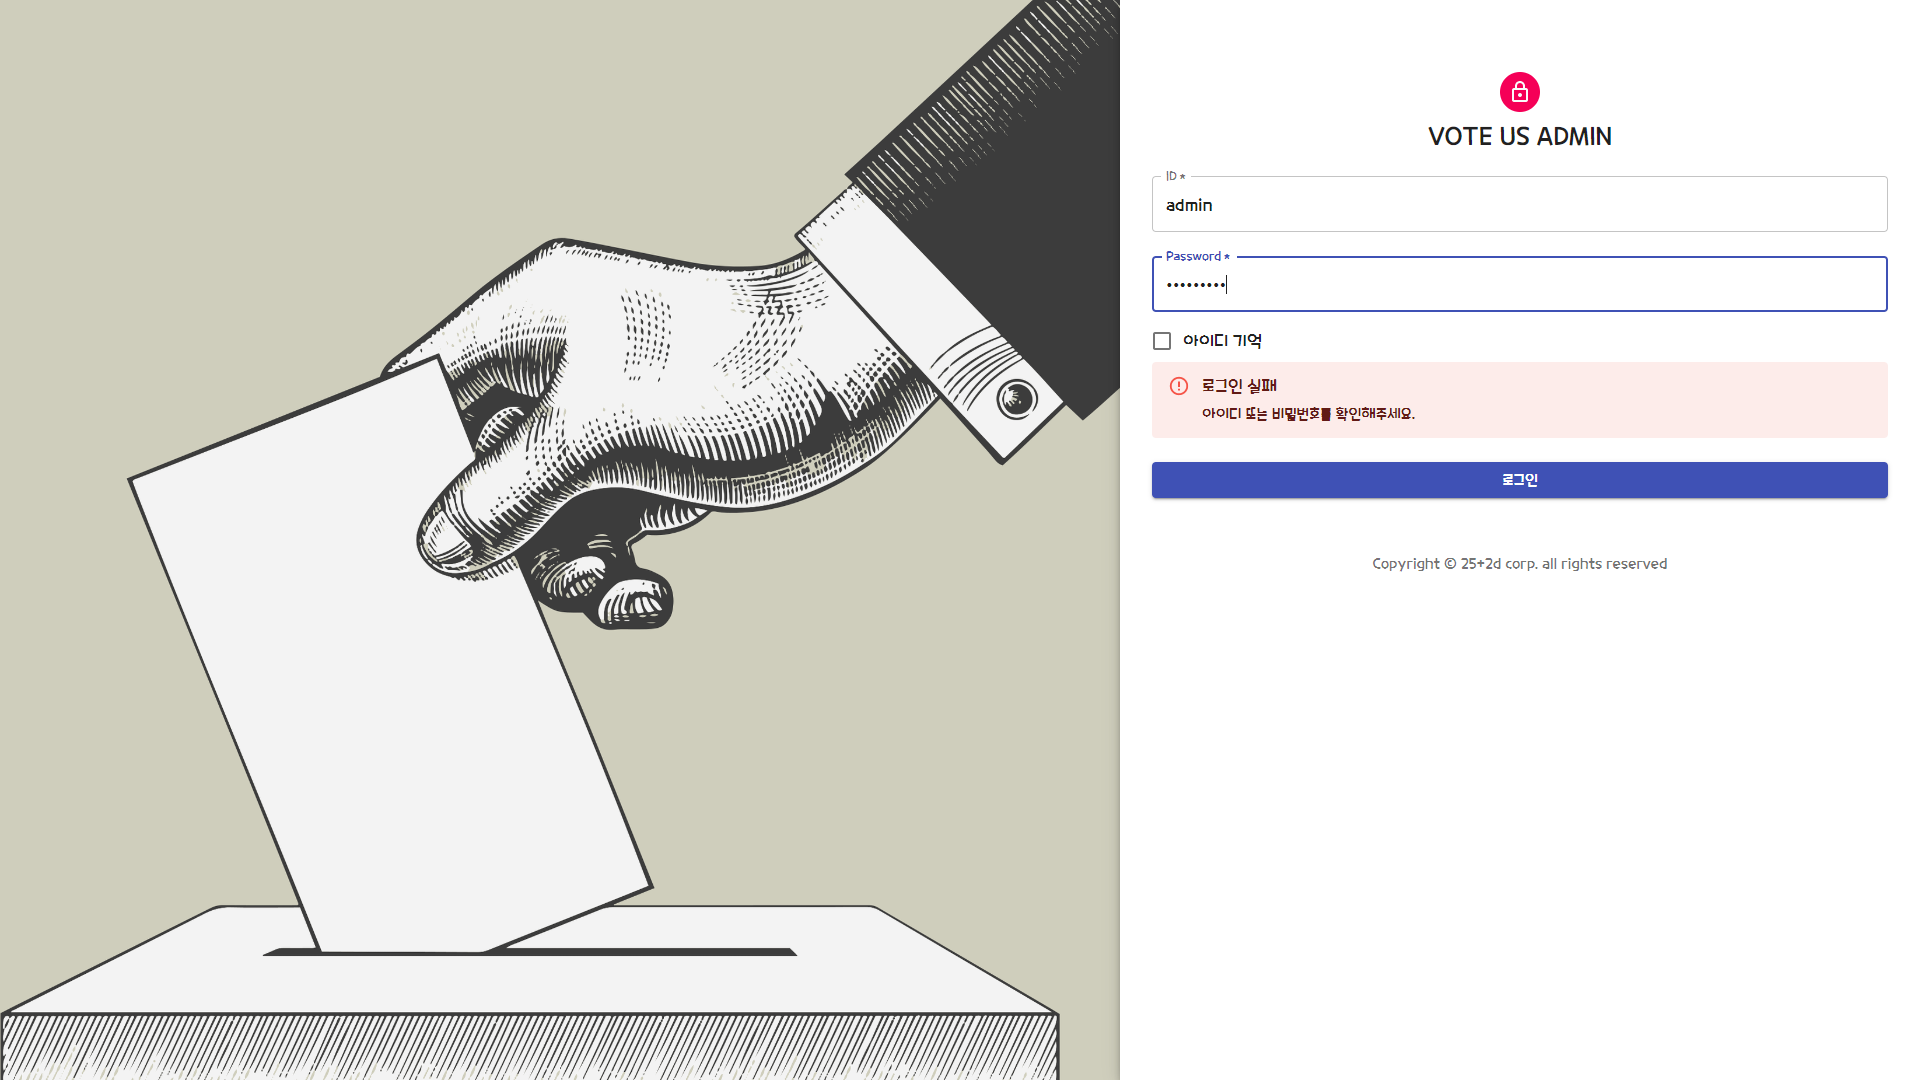 VOTE US ADMIN
ID *
admin
Password *
•••••••••
아이디 기억
로그인 실패
아이디 또는 비밀번호를 확인해주세요.
로그인
Copyright © 25+2d corp. all rights reserved